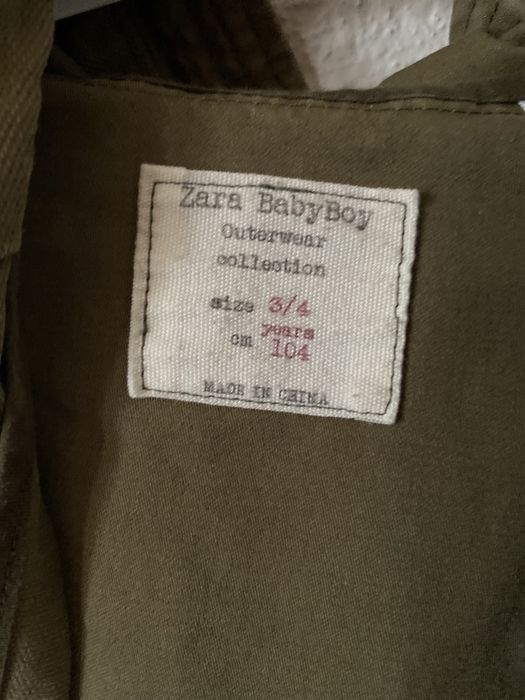 Zara BabyBoy
Outerwear
collection
size 3/4
years
cm 104
MADE IN CHINA